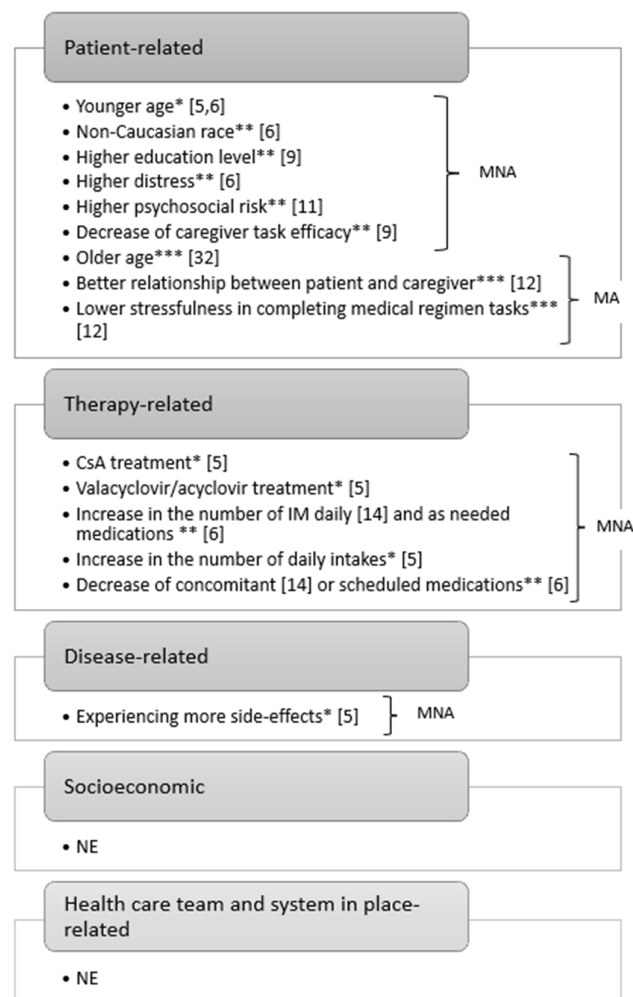 Patient-related
• Younger age* [5,6]
• Non-Caucasian race** [6]
• Higher education level** [9]
• Higher distress** [6]
• Higher psychosocial risk** [11]
• Decrease of caregiver task efficacy** [9]
MNA
• Older age*** [32]
• Better relationship between patient and caregiver*** [12]
• Lower stressfulness in completing medical regimen tasks***
[12]
MA
Therapy-related
• CsA treatment* [5]
• Valacyclovir/acyclovir treatment* [5]
• Increase in the number of IM daily [14] and as needed
medications ** [6]
• Increase in the number of daily intakes* [5]
• Decrease of concomitant [14] or scheduled medications** [6]
MNA
Disease-related
• Experiencing more side-effects* [5]
MNA
Socioeconomic
• NE
Health care team and system in place-
related
• NE